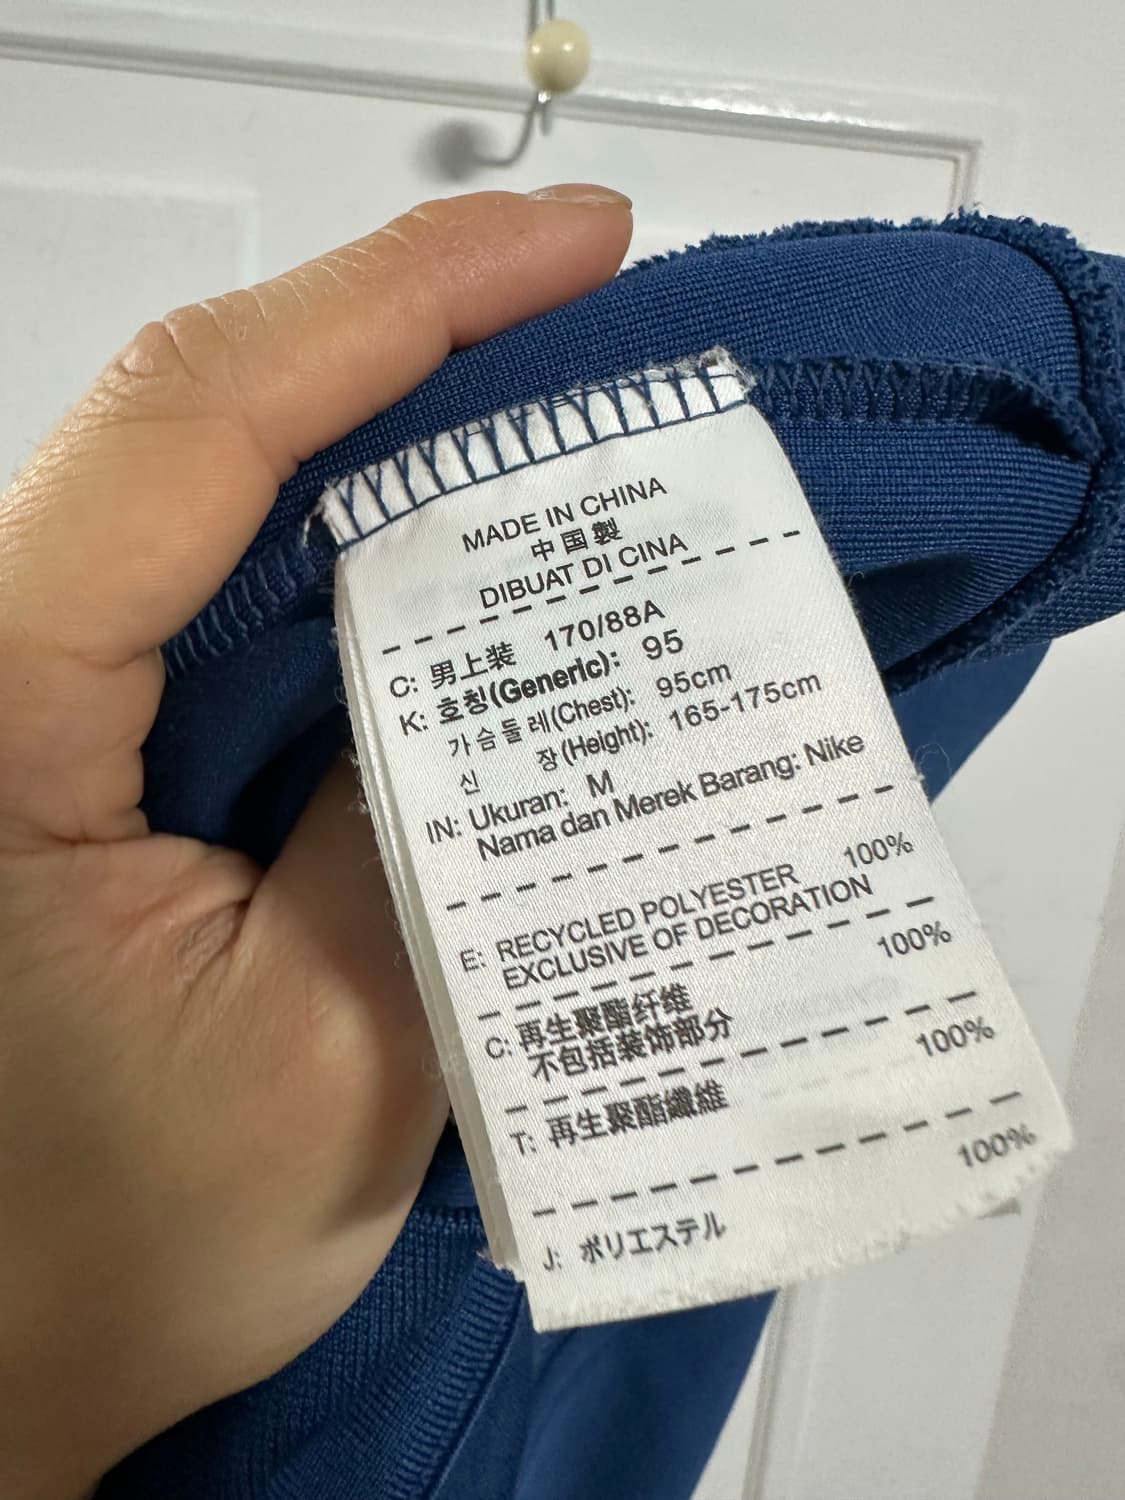 MADE IN CHINA
中国製
DIBUAT DI CINA
C: 男上装 170/88A
K: 호칭(Generic): 95
가슴둘레(Chest): 95cm
신 장(Height): 165-175cm
IN: Ukuran: M
Nama dan Merek Barang: Nike
E: RECYCLED POLYESTER 100%
EXCLUSIVE OF DECORATION
C: 再生聚酯纤维 100%
不包括装饰部分
T: 再生聚酯纖維 100%
J: ポリエステル 100%